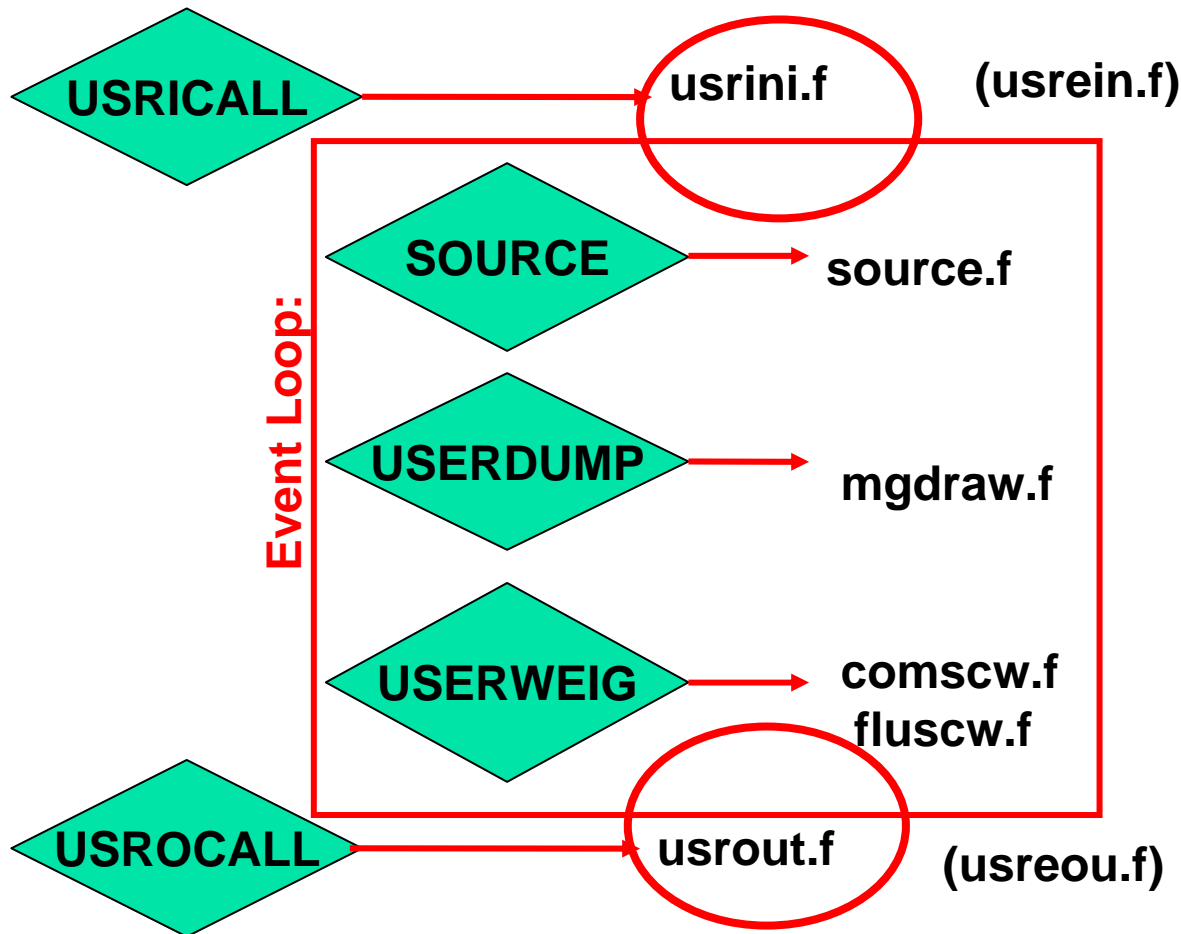 USRICALL
usrini.f
(usrein.f)
Event Loop:
SOURCE
source.f
USERDUMP
mgdraw.f
USERWEIG
comscw.f
fluscw.f
USROCALL
usrout.f
(usreou.f)